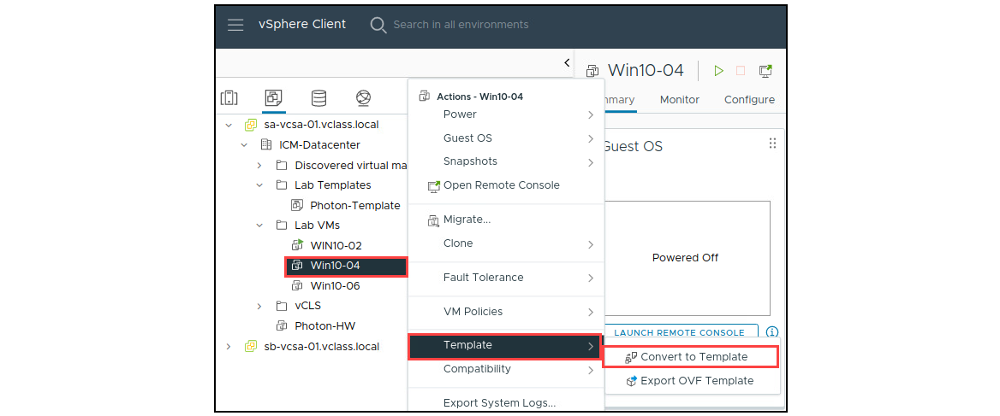 vSphere Client
Search in all environments
Win10-04
mmary Monitor Configure
sa-vcsa-01.vclass.local
ICM-Datacenter
Discovered virtual ma
Lab Templates
Photon-Template
Lab VMs
WIN10-02
Win10-04
Win10-06
vCLS
Photon-HW
sb-vcsa-01.vclass.local
Actions - Win10-04
Power
Guest OS
Snapshots
Open Remote Console
Migrate...
Clone
Fault Tolerance
VM Policies
Template
Compatibility
Export System Logs...
Guest OS
Powered Off
LAUNCH REMOTE CONSOLE
Convert to Template
Export OVF Template